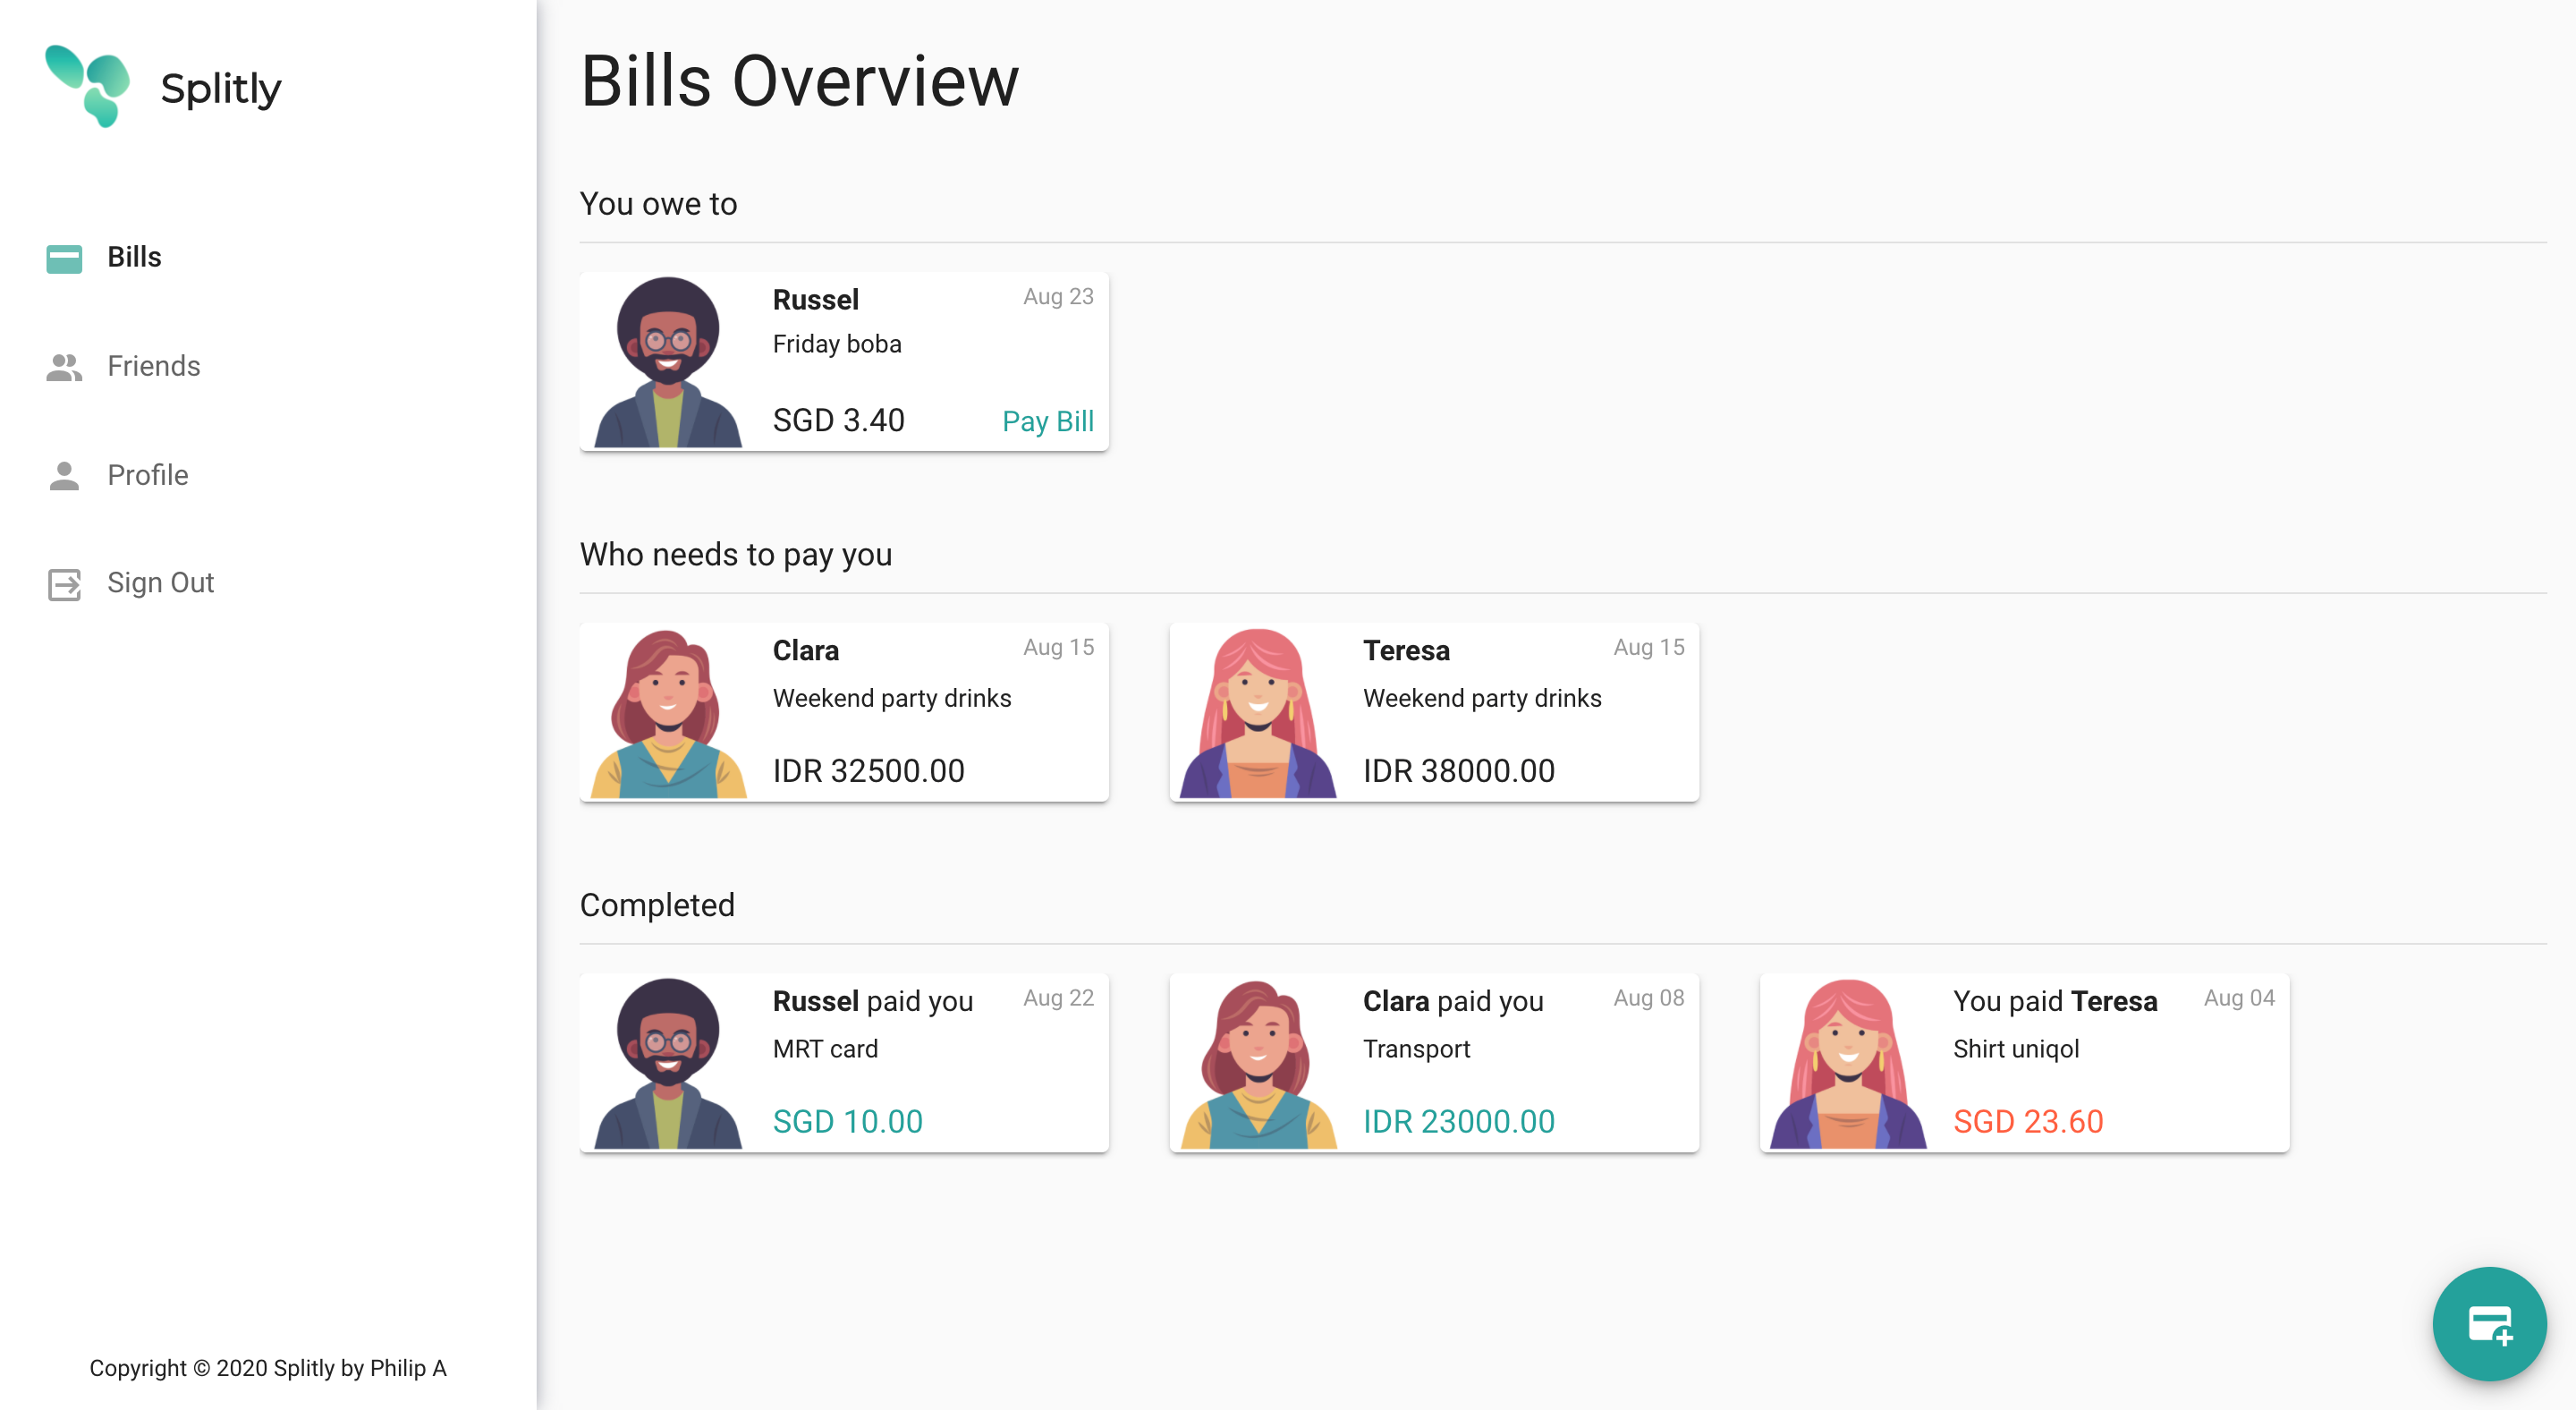 Splitly
Bills
Friends
Profile
Sign Out
Copyright © 2020 Splitly by Philip A
Bills Overview
You owe to
Russel
Aug 23
Friday boba
SGD 3.40
Pay Bill
Who needs to pay you
Clara
Aug 15
Weekend party drinks
IDR 32500.00
Teresa
Aug 15
Weekend party drinks
IDR 38000.00
Completed
Russel paid you
Aug 22
MRT card
SGD 10.00
Clara paid you
Aug 08
Transport
IDR 23000.00
You paid Teresa
Aug 04
Shirt uniqol
SGD 23.60